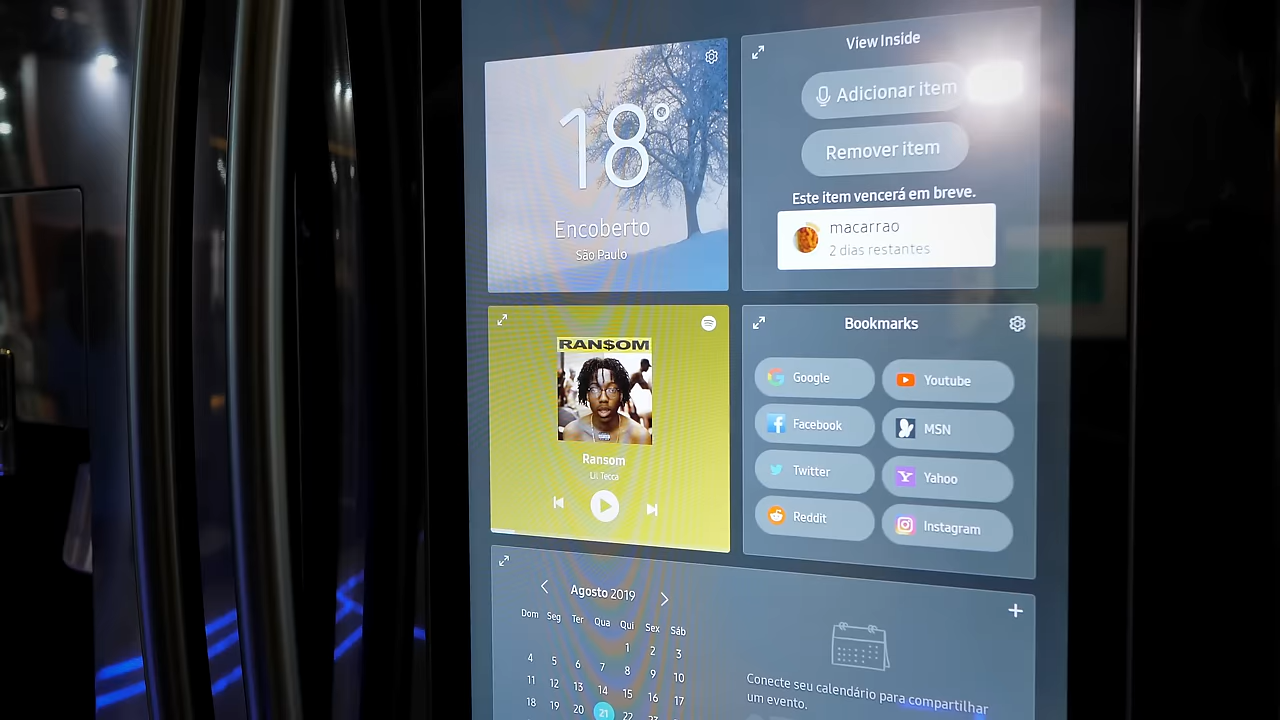 18°
Encoberto
São Paulo
View Inside
Adicionar item
Remover item
Este item vencerá em breve.
macarrao
2 dias restantes
RAN$OM
Ransom
Lil Tecca
Bookmarks
Google
Youtube
Facebook
MSN
Twitter
Yahoo
Reddit
Instagram
Agosto 2019
Dom Seg Ter Qua Qui Sex Sáb
1 2 3
4 5 6 7 8 9 10
11 12 13 14 15 16 17
18 19 20 21 22
Conecte seu calendário para compartilhar
um evento.